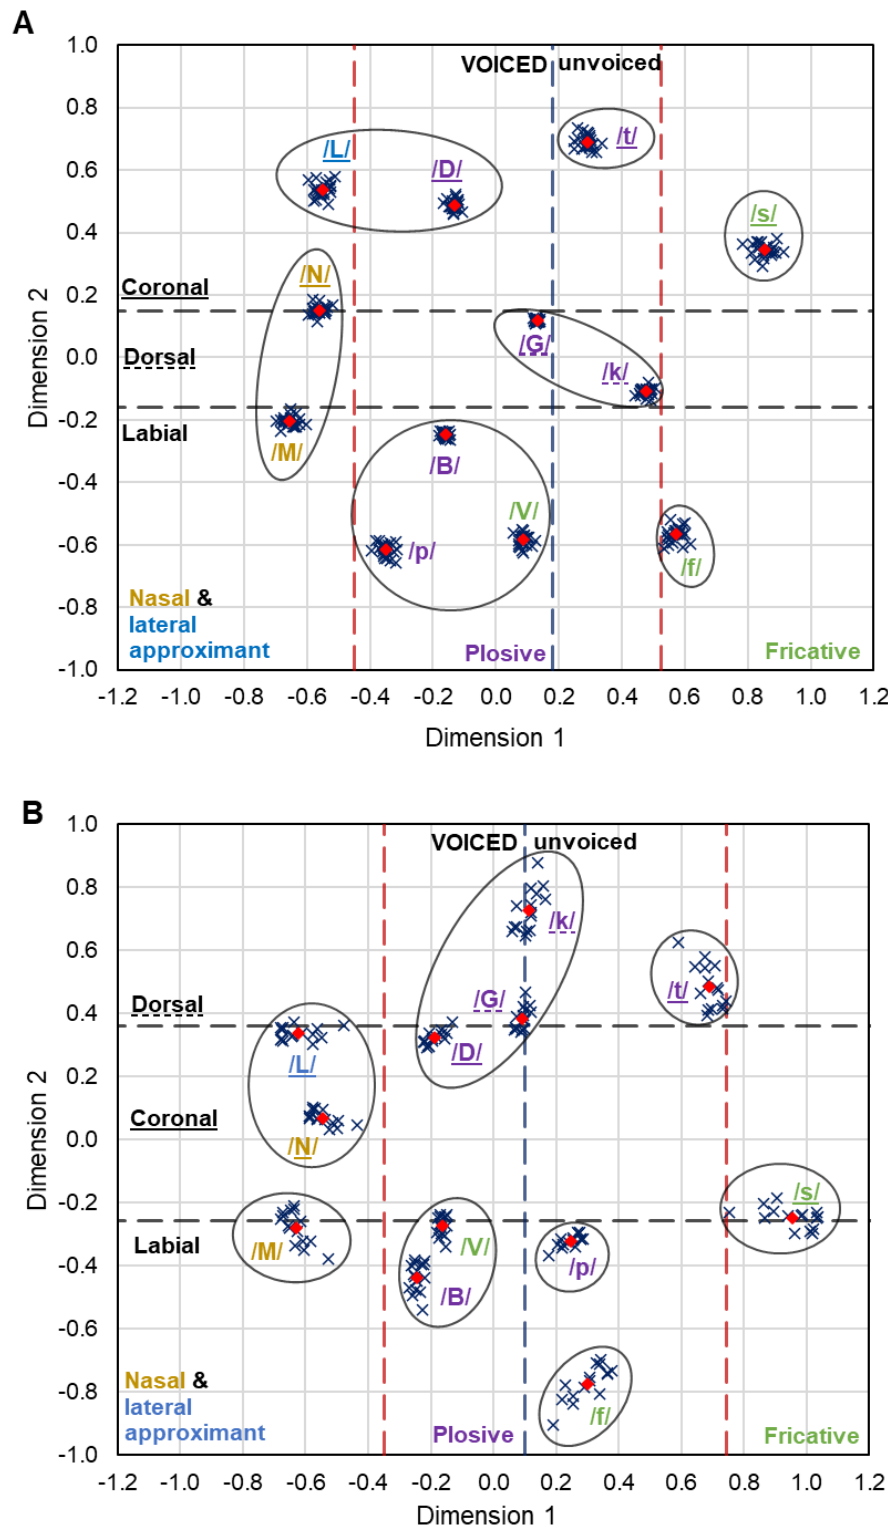 A
1.0
VOICED unvoiced
0.8
/t/
/L/
0.6
/D/
/s/
0.4
/N/
Coronal
0.2
/G/
Dorsal
0.0
/k/
-0.2
Labial
/M/
/B/
-0.4
/V/
-0.6
/p/
/f/
Nasal &
-0.8
lateral
approximant
Plosive
Fricative
-1.0
-1.2 -1.0 -0.8 -0.6 -0.4 -0.2 0.0 0.2 0.4 0.6 0.8 1.0 1.2
Dimension 2
Dimension 1
B
1.0
VOICED unvoiced
0.8
/k/
0.6
/G/
/t/
Dorsal
0.4
/D/
/L/
0.2
Coronal
/N/
0.0
/s/
-0.2
Labial
/M/
/V/
-0.4
/p/
/B/
-0.6
Nasal &
-0.8
lateral
/f/
approximant
Plosive
Fricative
-1.0
-1.2 -1.0 -0.8 -0.6 -0.4 -0.2 0.0 0.2 0.4 0.6 0.8 1.0 1.2
Dimension 2
Dimension 1